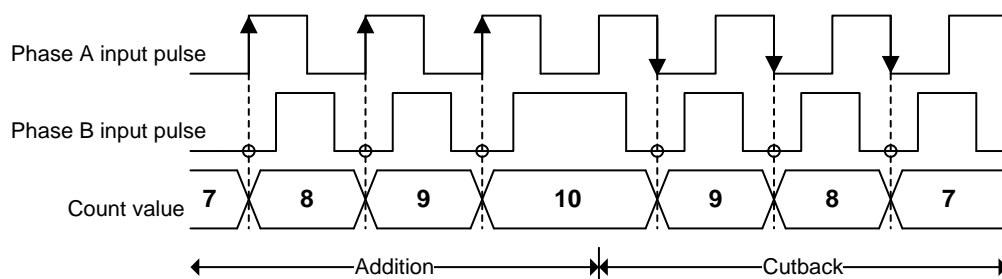 Phase A input pulse
Phase B input pulse
Count value 7 8 9 10 9 8 7
Addition Cutback